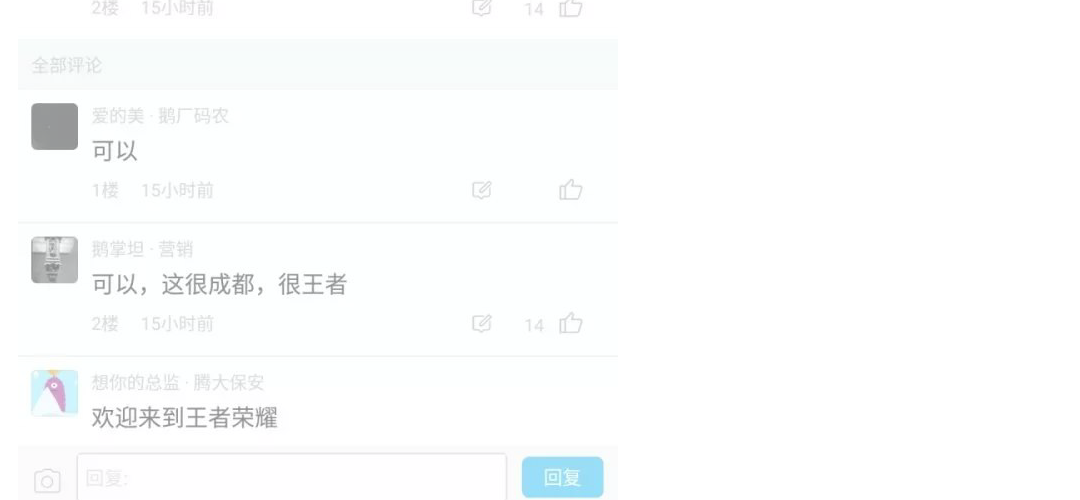 2楼 15小时前 14
全部评论
爱的美 · 鹅厂码农
可以
1楼 15小时前
鹅掌坦 · 营销
可以，这很成都，很王者
2楼 15小时前 14
想你的总监 · 腾大保安
欢迎来到王者荣耀
回复: 回复